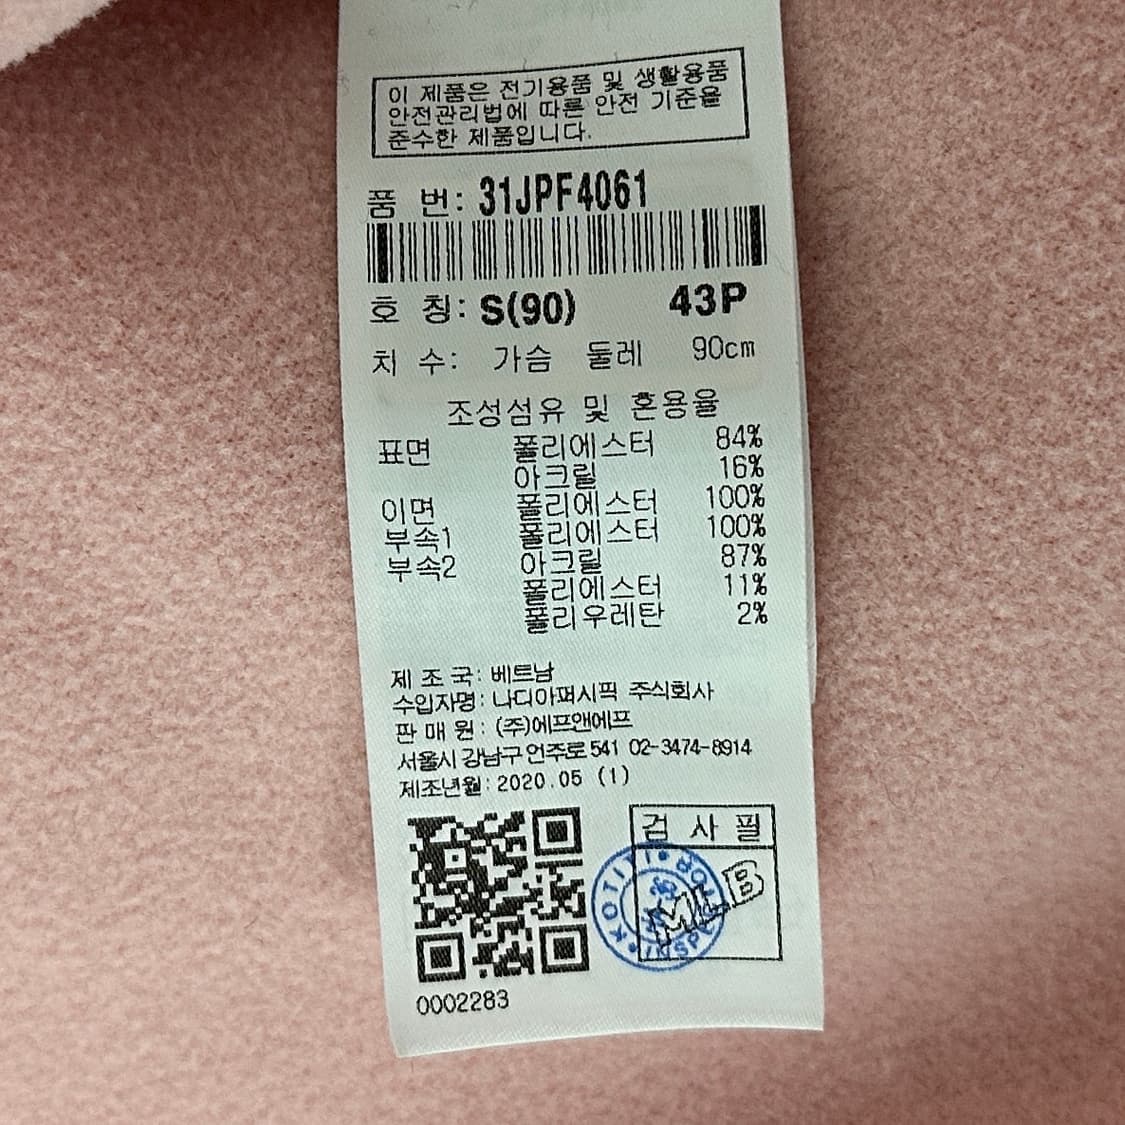 이 제품은 전기용품 및 생활용품
안전관리법에 따른 안전 기준을
준수한 제품입니다.
품 번: 31JPF4061
호 칭: S(90) 43P
치 수: 가슴 둘레 90cm
조성섬유 및 혼용율
표면 폴리에스터 84%
아크릴 16%
이면 폴리에스터 100%
부속1 폴리에스터 100%
부속2 아크릴 87%
폴리에스터 11%
폴리우레탄 2%
제 조 국: 베트남
수입자명: 나디아퍼시픽 주식회사
판 매 원: (주)에프앤에프
서울시 강남구 언주로 541 02-3474-8914
제조년월: 2020.05 (1)
검 사 필
MLB
KOTITI INSPECTOR
0002283